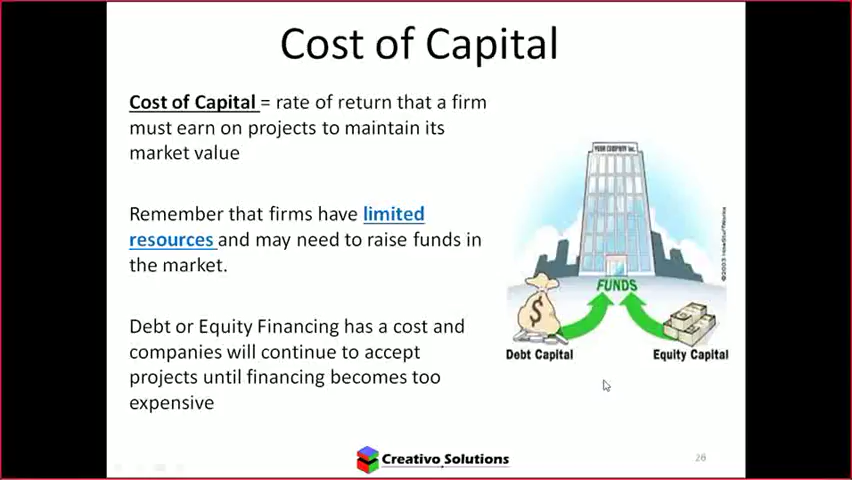 Cost of Capital
Cost of Capital = rate of return that a firm
must earn on projects to maintain its
market value
Remember that firms have limited
resources and may need to raise funds in
the market.
Debt or Equity Financing has a cost and
companies will continue to accept
projects until financing becomes too
expensive
YOUR COMPANY Inc.
FUNDS
$
Debt Capital
Equity Capital
Creativo Solutions
28